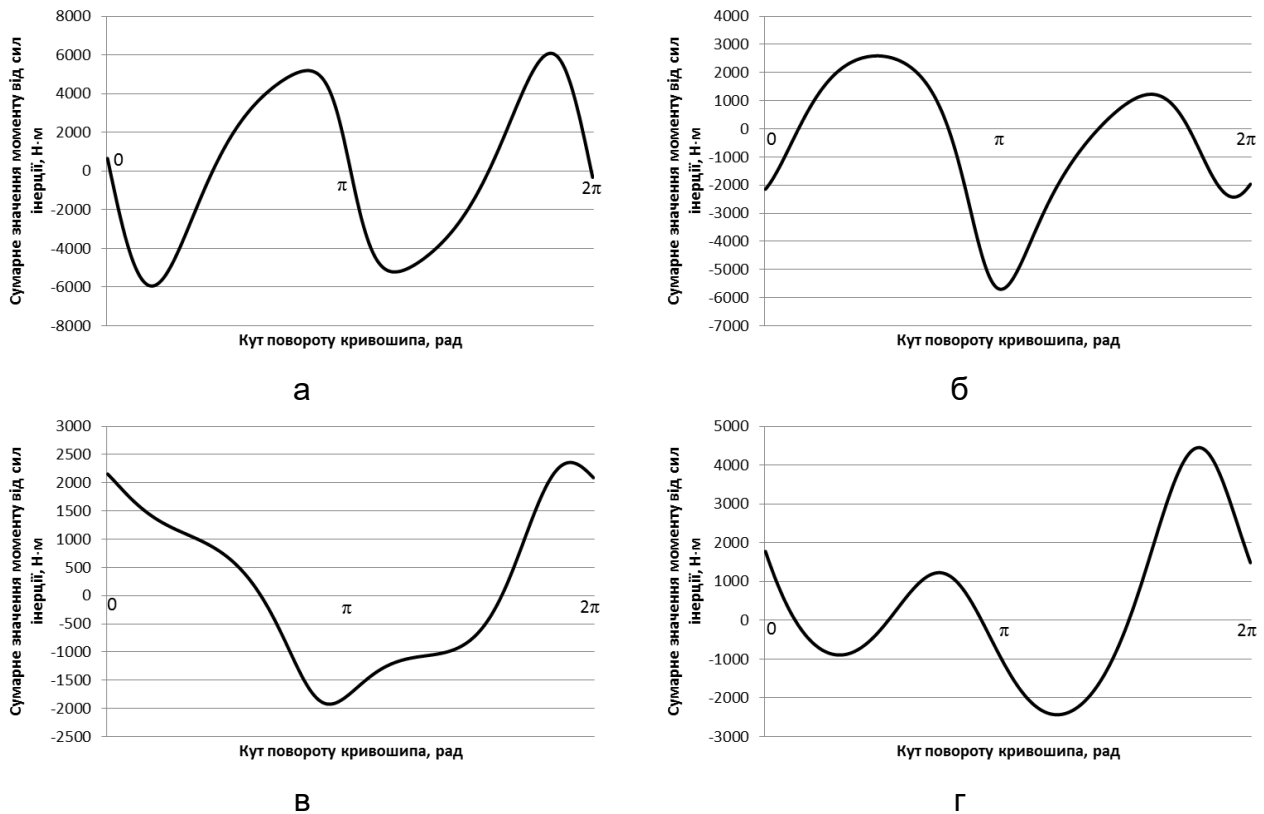 Сумарне значення моменту від сил
інерції, Н·м
8000
6000
4000
2000
0
-2000
-4000
-6000
-8000
0
π
2π
Кут повороту кривошипа, рад
а
Сумарне значення моменту від сил
інерції, Н·м
4000
3000
2000
1000
0
-1000
-2000
-3000
-4000
-5000
-6000
-7000
0
π
2π
Кут повороту кривошипа, рад
б
Сумарне значення моменту від сил
інерції, Н·м
2500
3000
2000
1500
1000
500
0
-500
-1000
-1500
-2000
-2500
0
π
2π
Кут повороту кривошипа, рад
в
Сумарне значення моменту від сил
інерції, Н·м
5000
4000
3000
2000
1000
0
-1000
-2000
-3000
0
π
2π
Кут повороту кривошипа, рад
г